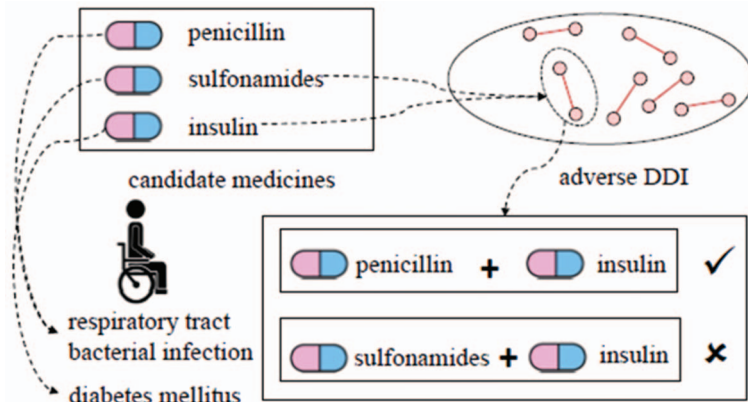 penicillin
sulfonamides
insulin
candidate medicines
adverse DDI
penicillin + insulin ✓
sulfonamides + insulin ×
respiratory tract
bacterial infection
diabetes mellitus